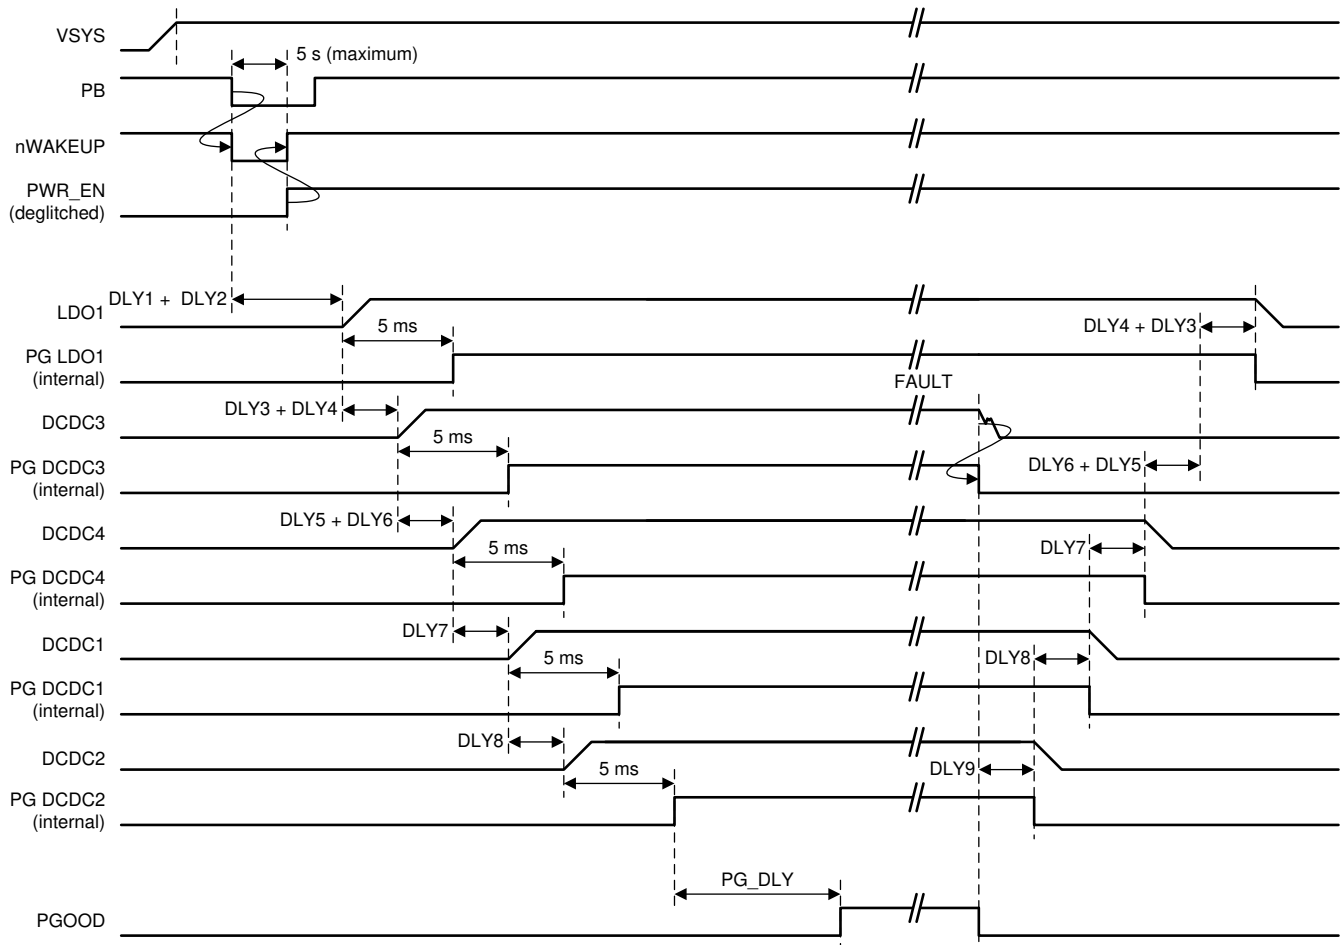 VSYS
5 s (maximum)
PB
nWAKEUP
PWR_EN
(deglitched)
DLY1 + DLY2
LDO1
5 ms
DLY4 + DLY3
PG LDO1
(internal)
FAULT
DLY3 + DLY4
DCDC3
5 ms
PG DCDC3
(internal)
DLY6 + DLY5
DLY5 + DLY6
DCDC4
5 ms
DLY7
PG DCDC4
(internal)
DLY7
DCDC1
5 ms
DLY8
PG DCDC1
(internal)
DLY8
DCDC2
5 ms
DLY9
PG DCDC2
(internal)
PG_DLY
PGOOD